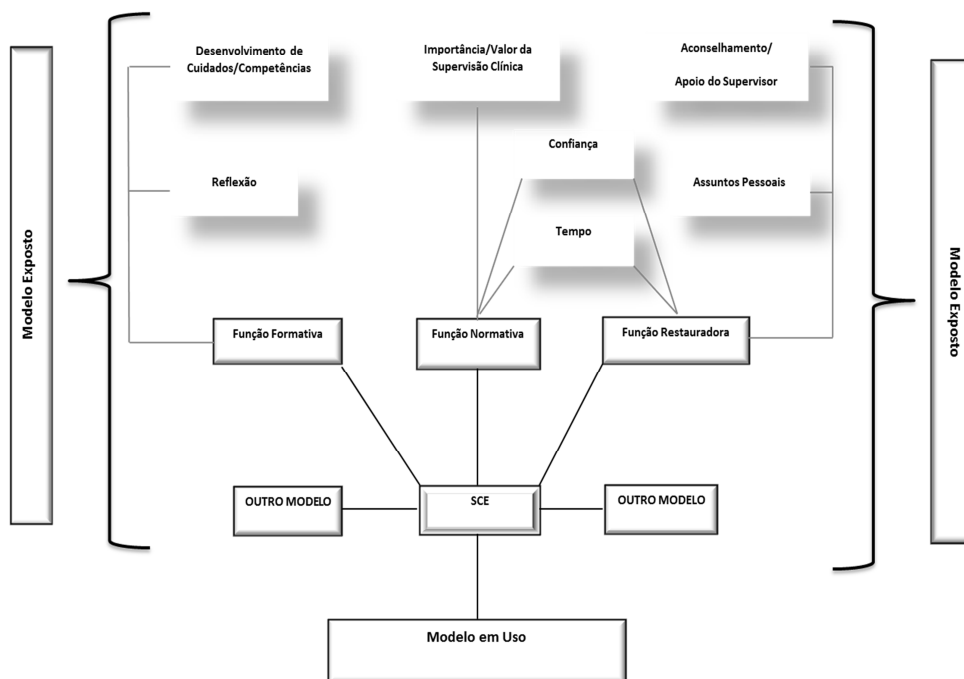 Modelo Exposto
Desenvolvimento de
Cuidados/Competências
Importância/Valor da
Supervisão Clínica
Aconselhamento/
Apoio do Supervisor
Confiança
Reflexão
Assuntos Pessoais
Tempo
Modelo Exposto
Função Formativa
Função Normativa
Função Restauradora
OUTRO MODELO
SCE
OUTRO MODELO
Modelo em Uso